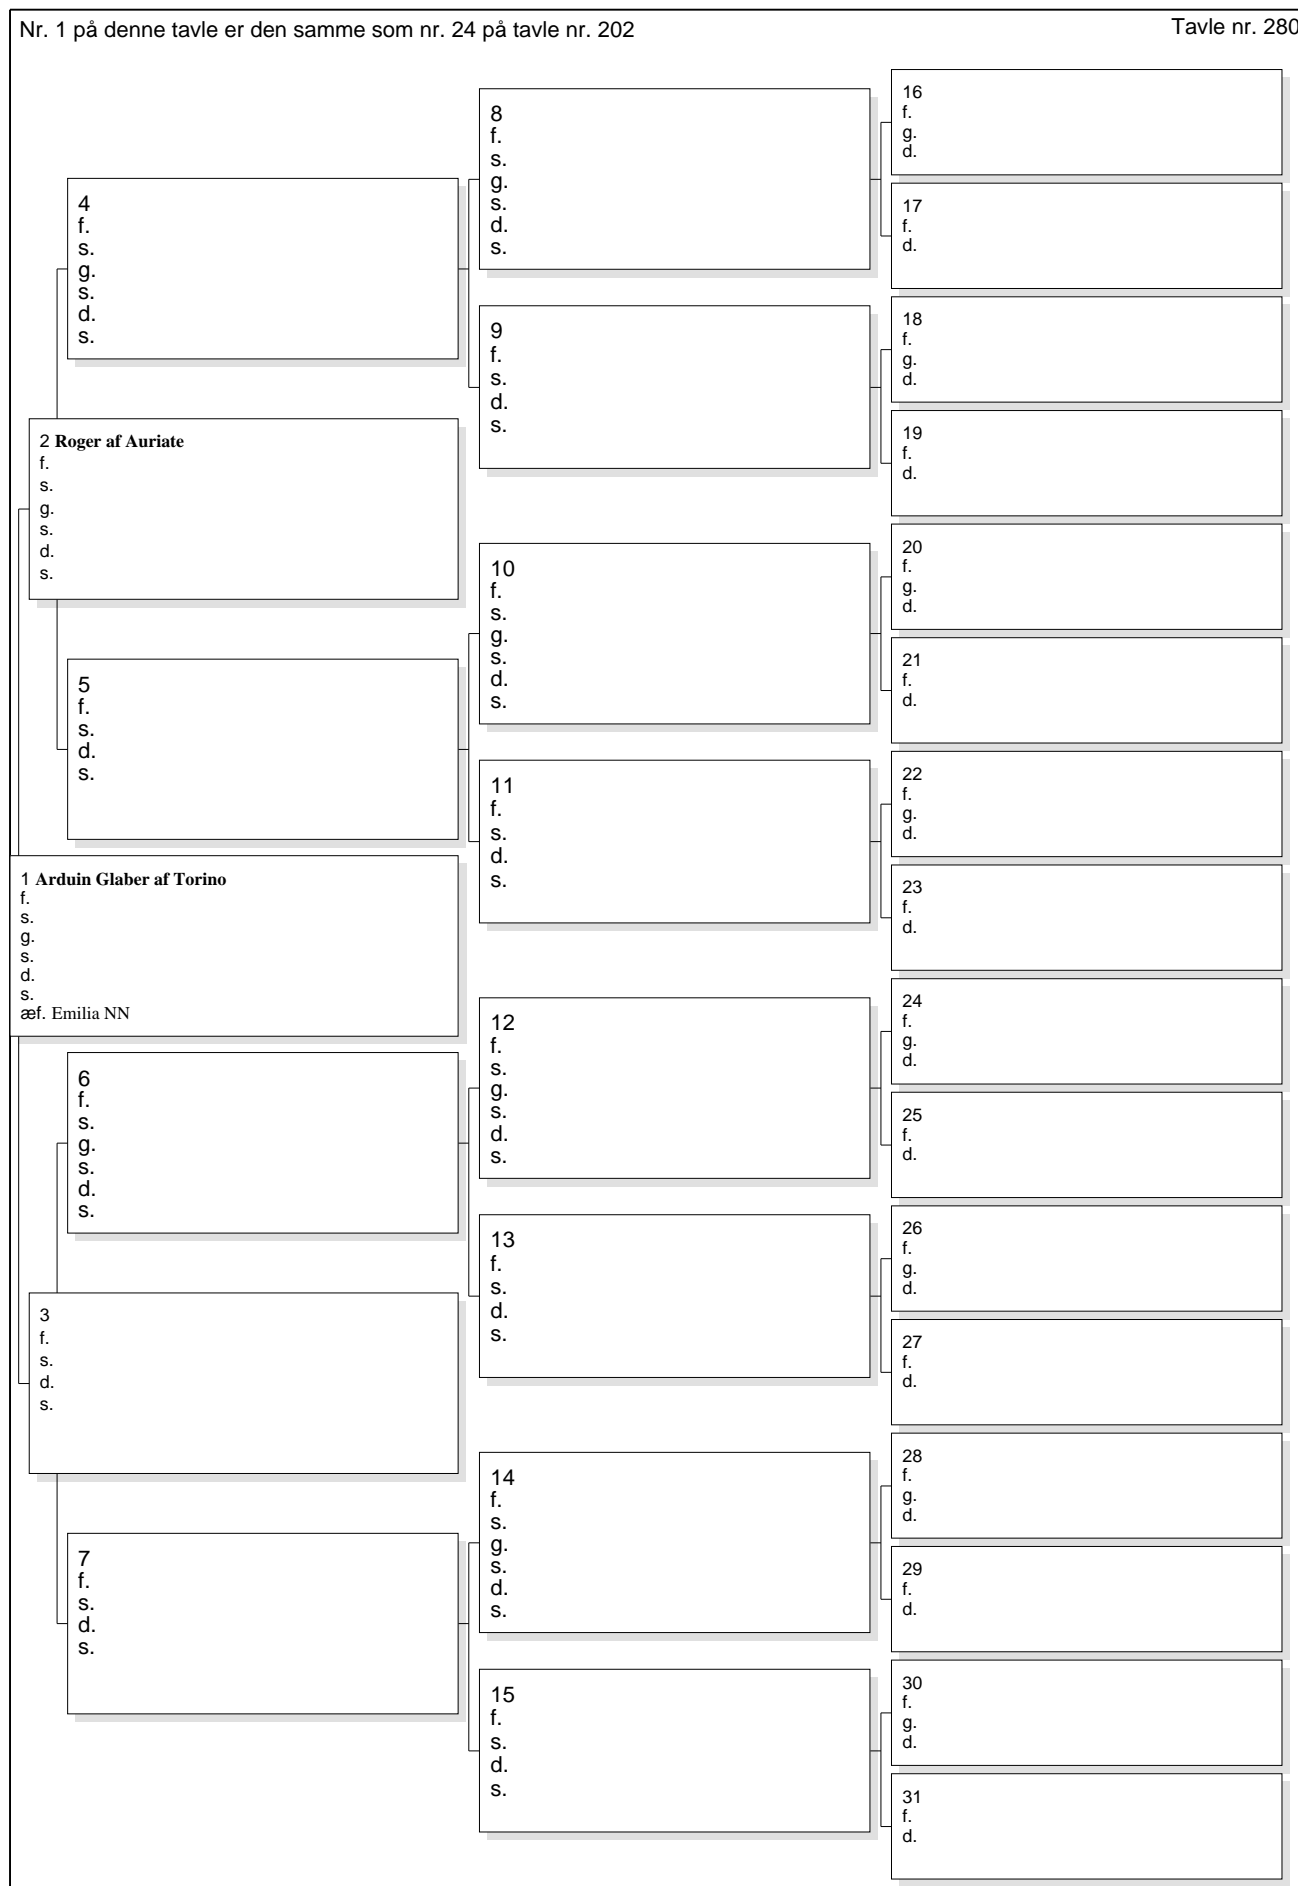 Nr. 1 på denne tavle er den samme som nr. 24 på tavle nr. 202
Tavle nr. 280
4
f.
s.
g.
s.
d.
s.
2 Roger af Auriate
f.
s.
g.
s.
d.
s.
5
f.
s.
d.
s.
1 Arduin Glaber af Torino
f.
s.
g.
s.
d.
s.
æf. Emilia NN
6
f.
s.
g.
s.
d.
s.
3
f.
s.
d.
s.
7
f.
s.
d.
s.
8
f.
s.
g.
s.
d.
s.
9
f.
s.
d.
s.
10
f.
s.
g.
s.
d.
s.
11
f.
s.
d.
s.
12
f.
s.
g.
s.
d.
s.
13
f.
s.
d.
s.
14
f.
s.
g.
s.
d.
s.
15
f.
s.
d.
s.
16
f.
g.
d.
17
f.
d.
18
f.
g.
d.
19
f.
d.
20
f.
g.
d.
21
f.
d.
22
f.
g.
d.
23
f.
d.
24
f.
g.
d.
25
f.
d.
26
f.
g.
d.
27
f.
d.
28
f.
g.
d.
29
f.
d.
30
f.
g.
d.
31
f.
d.